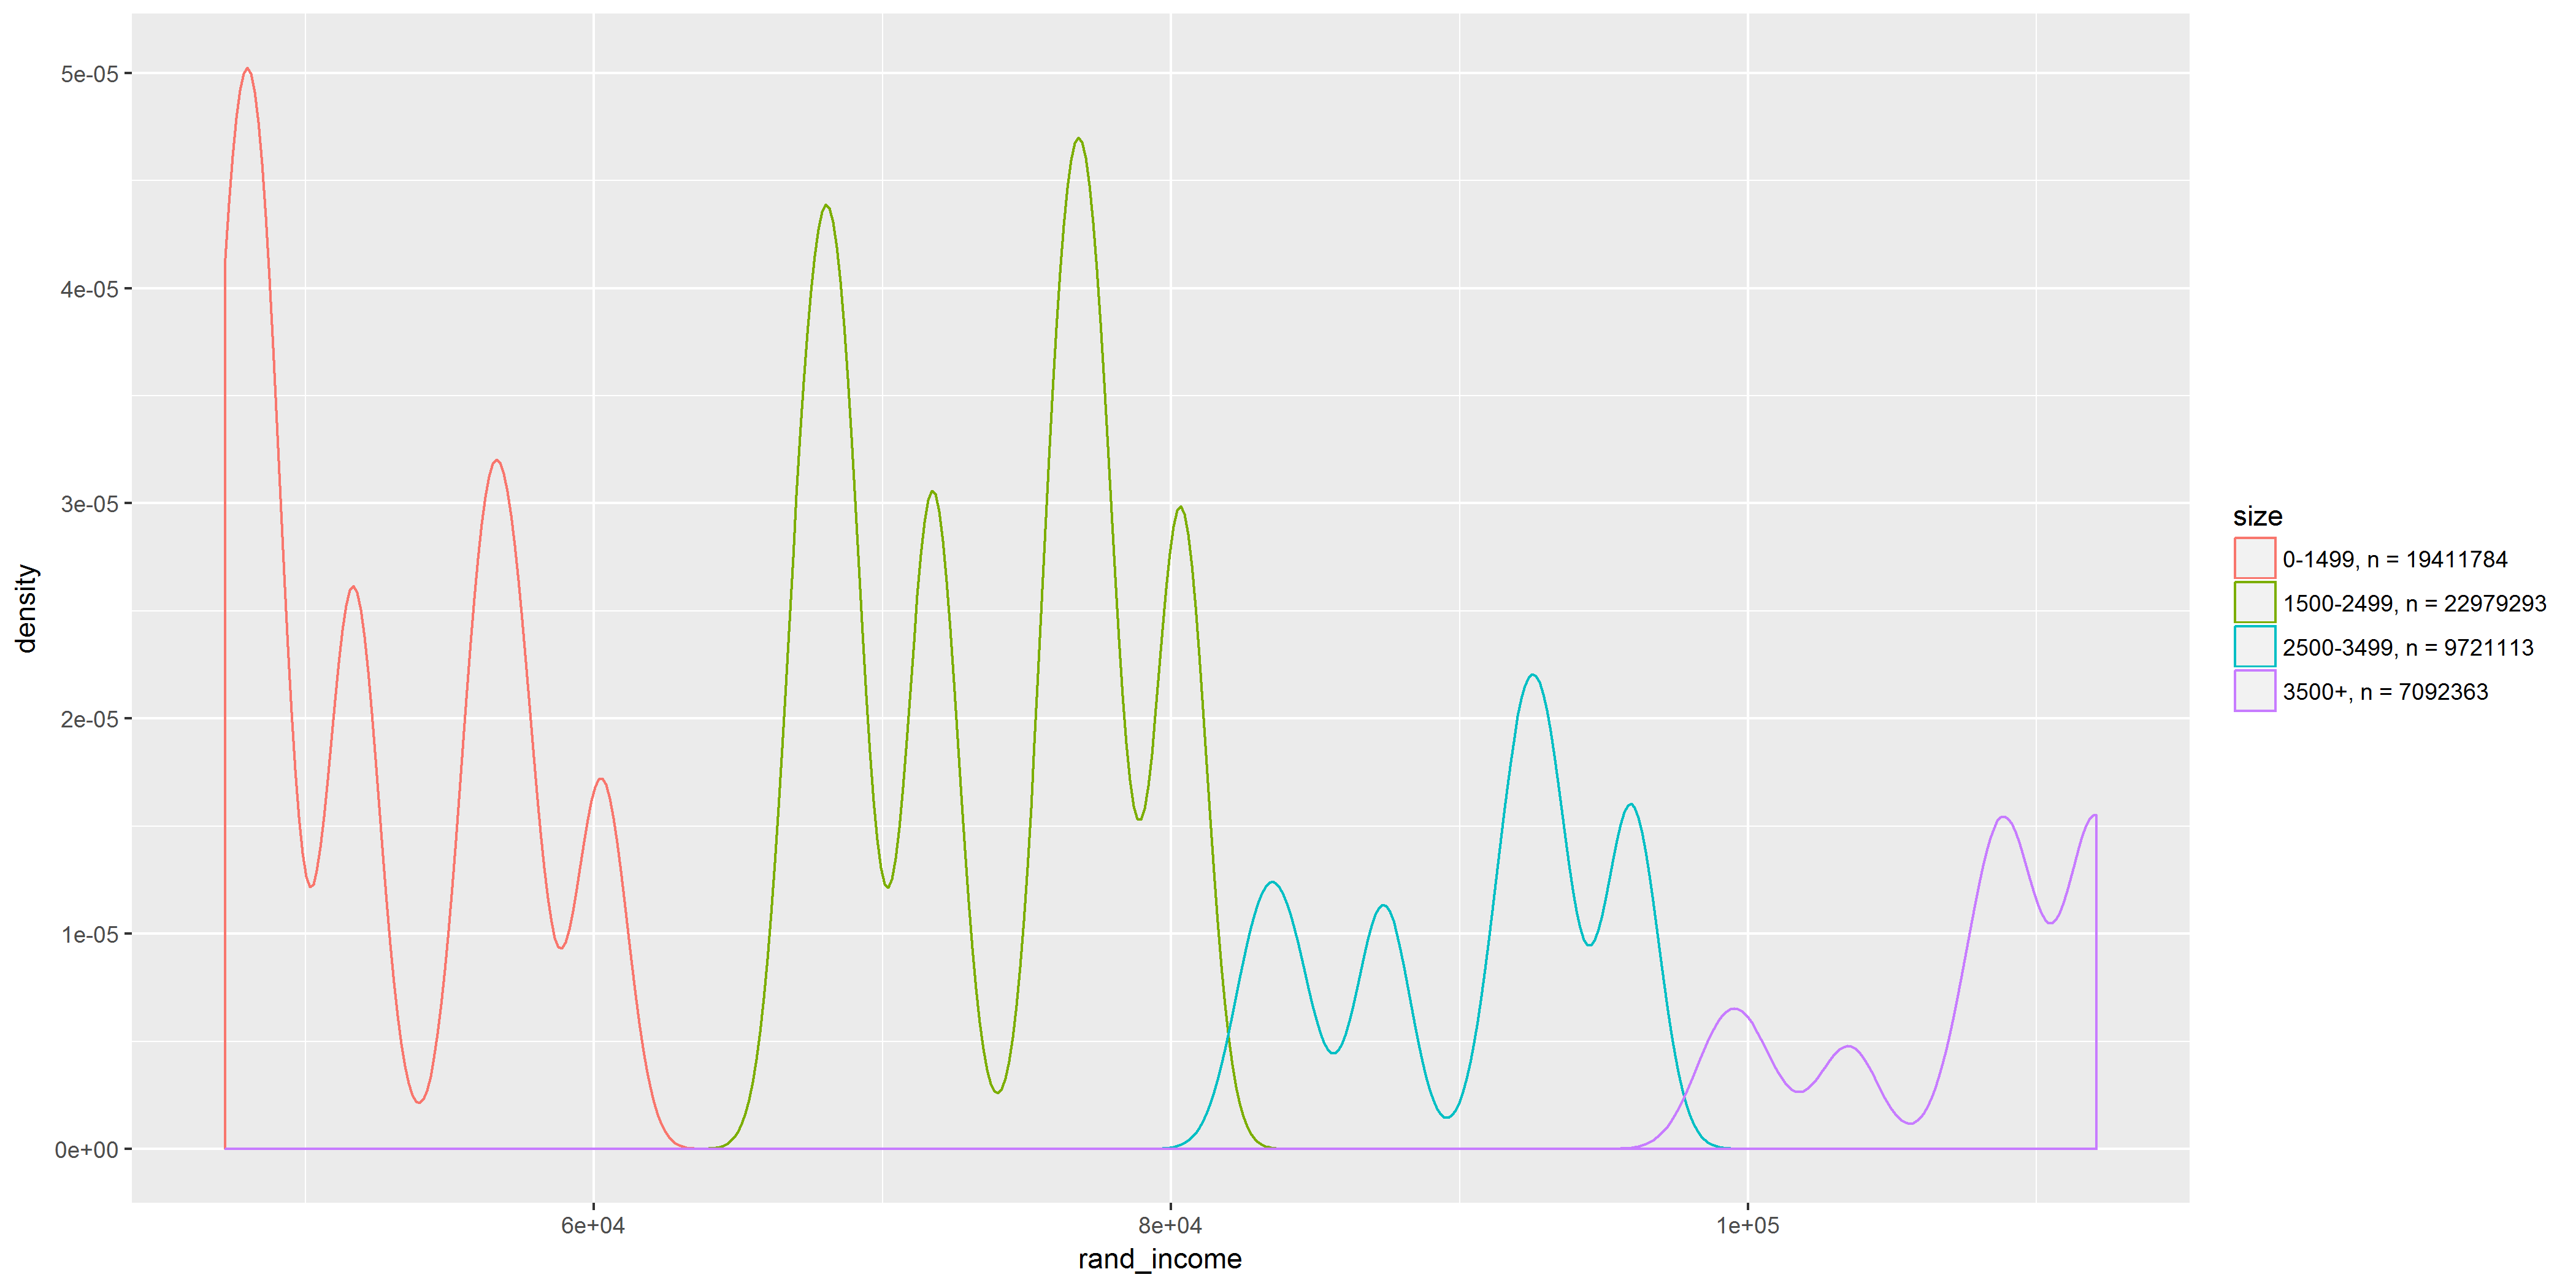 5e-05
4e-05
3e-05
2e-05
1e-05
0e+00
density
6e+04
8e+04
1e+05
rand_income
size
0-1499, n = 19411784
1500-2499, n = 22979293
2500-3499, n = 9721113
3500+, n = 7092363